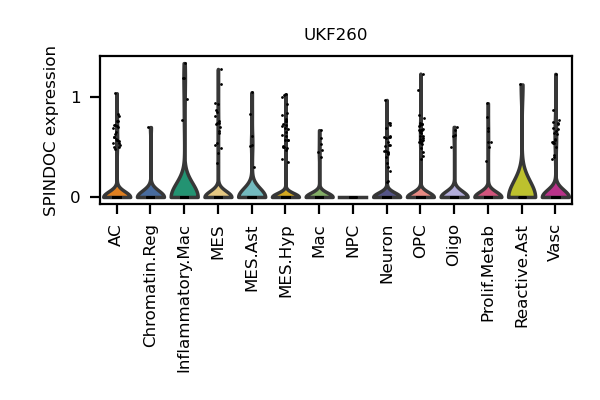 UKF260
SPINDOC expression
1
0
AC
Chromatin.Reg
Inflammatory.Mac
MES
MES.Ast
MES.Hyp
Mac
NPC
Neuron
OPC
Oligo
Prolif.Metab
Reactive.Ast
Vasc